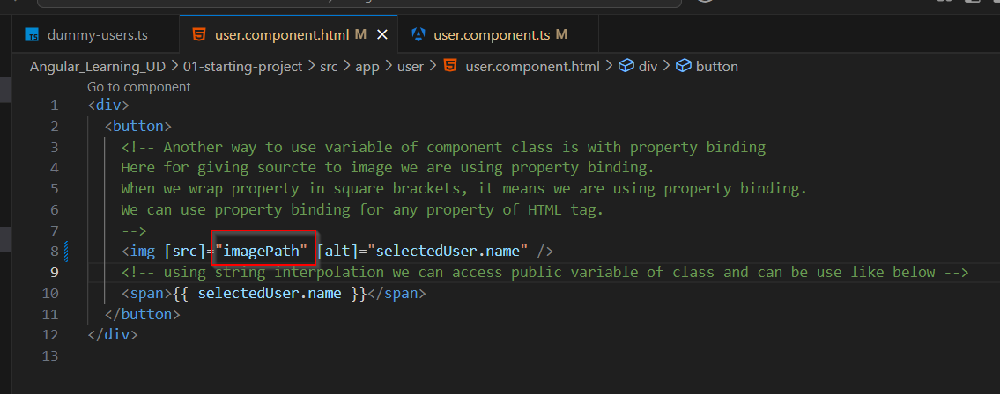 dummy-users.ts
user.component.html M
user.component.ts M
Angular_Learning_UD > 01-starting-project > src > app > user > user.component.html > div > button
Go to component
1 <div>
2 <button>
3 <!-- Another way to use variable of component class is with property binding
4 Here for giving sourcte to image we are using property binding.
5 When we wrap property in square brackets, it means we are using property binding.
6 We can use property binding for any property of HTML tag.
7 -->
8 <img [src]="imagePath" [alt]="selectedUser.name" />
9 <!-- using string interpolation we can access public variable of class and can be use like below -->
10 <span>{{ selectedUser.name }}</span>
11 </button>
12 </div>
13